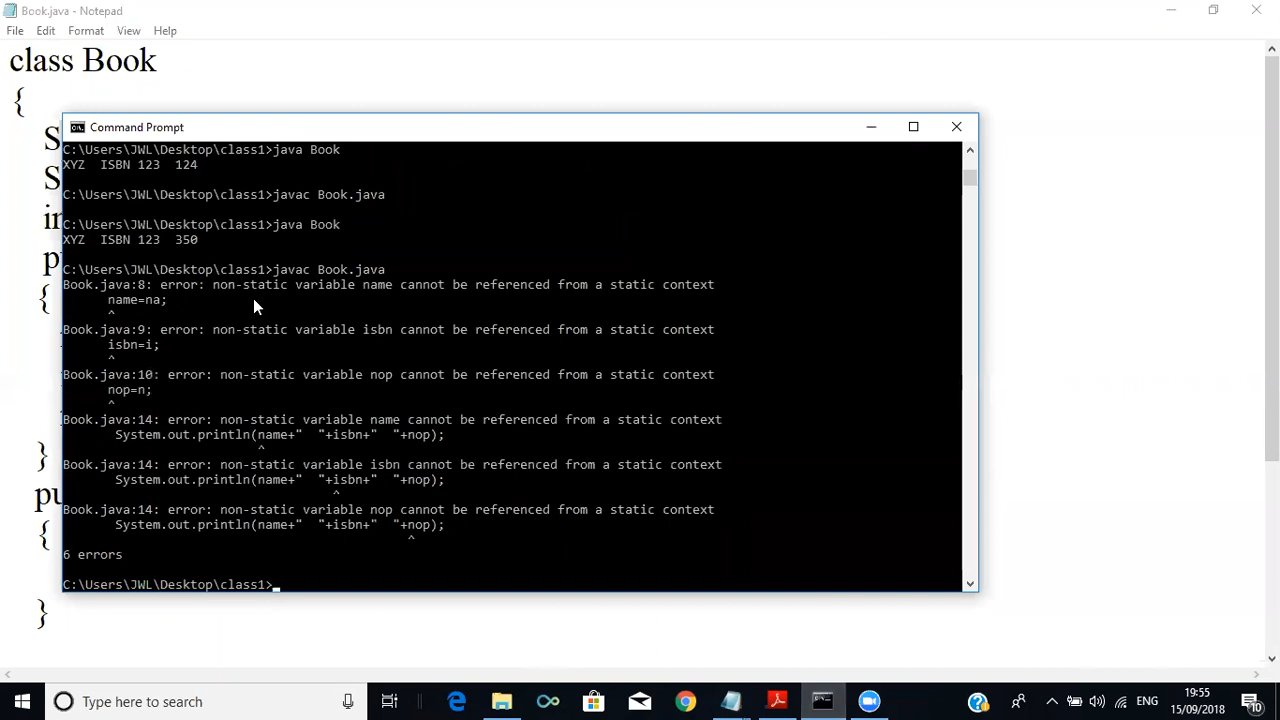 Book.java - Notepad
File Edit Format View Help
class Book
{
S
S
in
pu
{
}
pu
{
}
Command Prompt
C:\Users\JWL\Desktop\class1>java Book
XYZ  ISBN 123  124
C:\Users\JWL\Desktop\class1>javac Book.java
C:\Users\JWL\Desktop\class1>java Book
XYZ  ISBN 123  350
C:\Users\JWL\Desktop\class1>javac Book.java
Book.java:8: error: non-static variable name cannot be referenced from a static context
      name=na;
      ^
Book.java:9: error: non-static variable isbn cannot be referenced from a static context
      isbn=i;
      ^
Book.java:10: error: non-static variable nop cannot be referenced from a static context
      nop=n;
      ^
Book.java:14: error: non-static variable name cannot be referenced from a static context
       System.out.println(name+"  "+isbn+"  "+nop);
                          ^
Book.java:14: error: non-static variable isbn cannot be referenced from a static context
       System.out.println(name+"  "+isbn+"  "+nop);
                                    ^
Book.java:14: error: non-static variable nop cannot be referenced from a static context
       System.out.println(name+"  "+isbn+"  "+nop);
                                              ^
6 errors
C:\Users\JWL\Desktop\class1>
Type here to search
ENG
19:55
15/09/2018
10